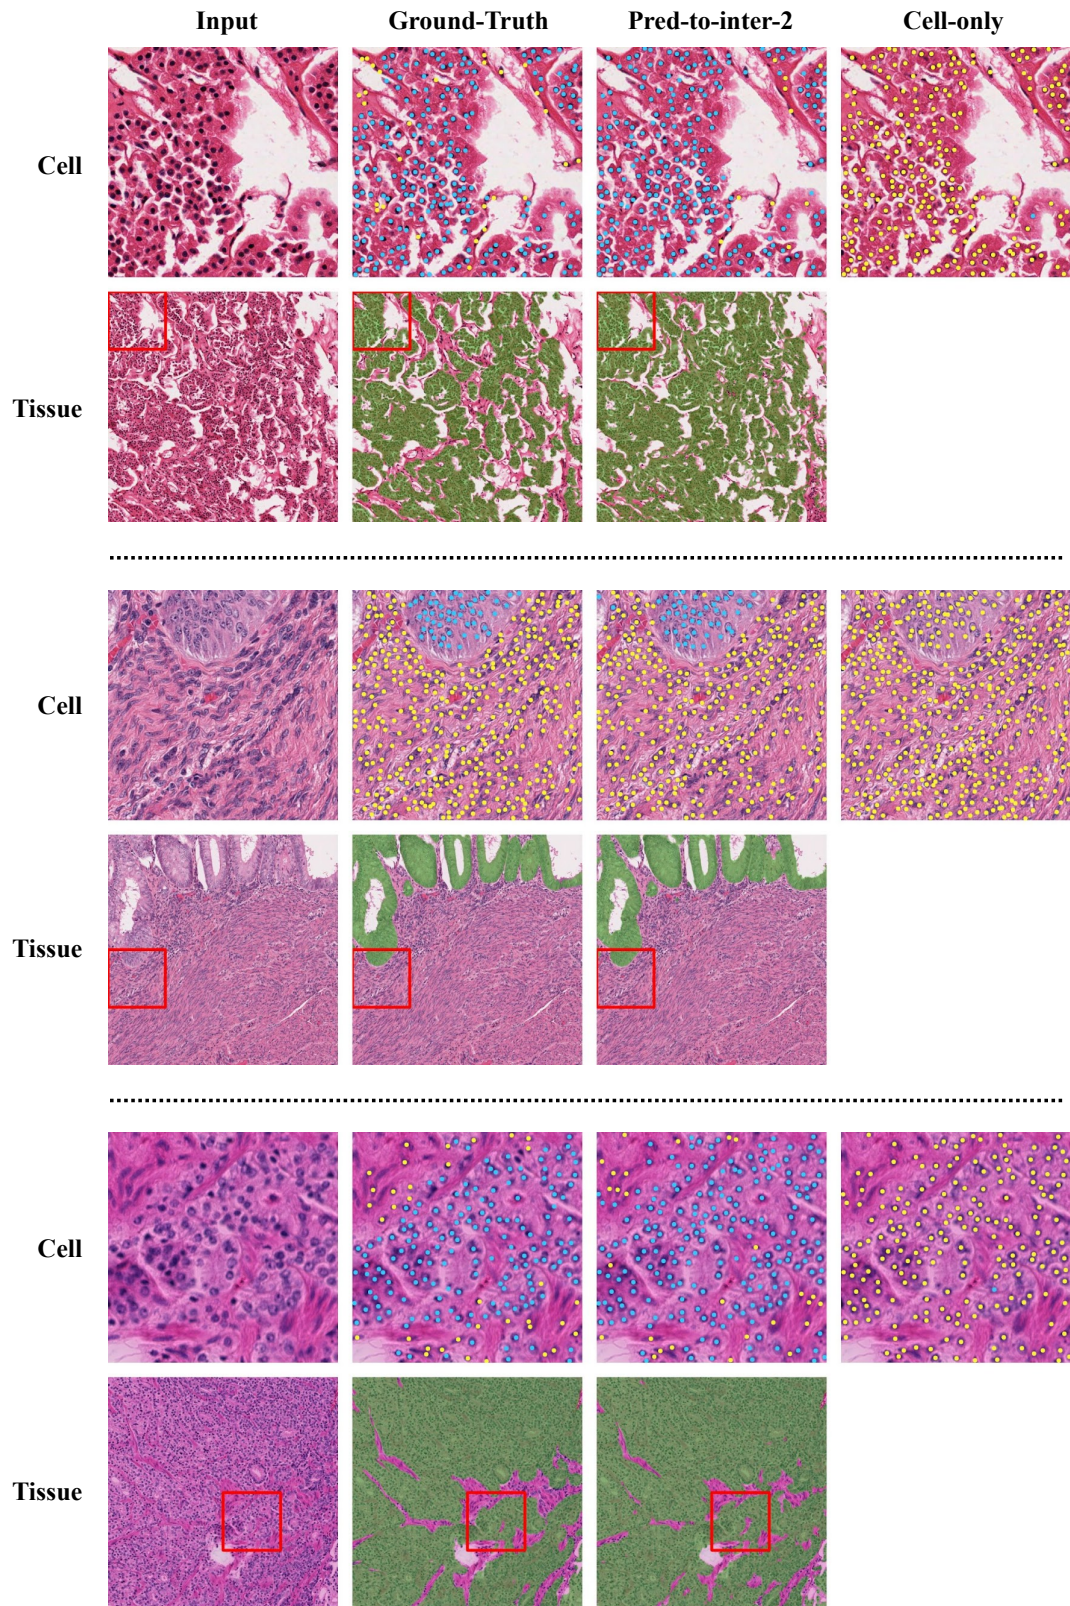 Input Ground-Truth Pred-to-inter-2 Cell-only
Cell
Tissue
Cell
Tissue
Cell
Tissue